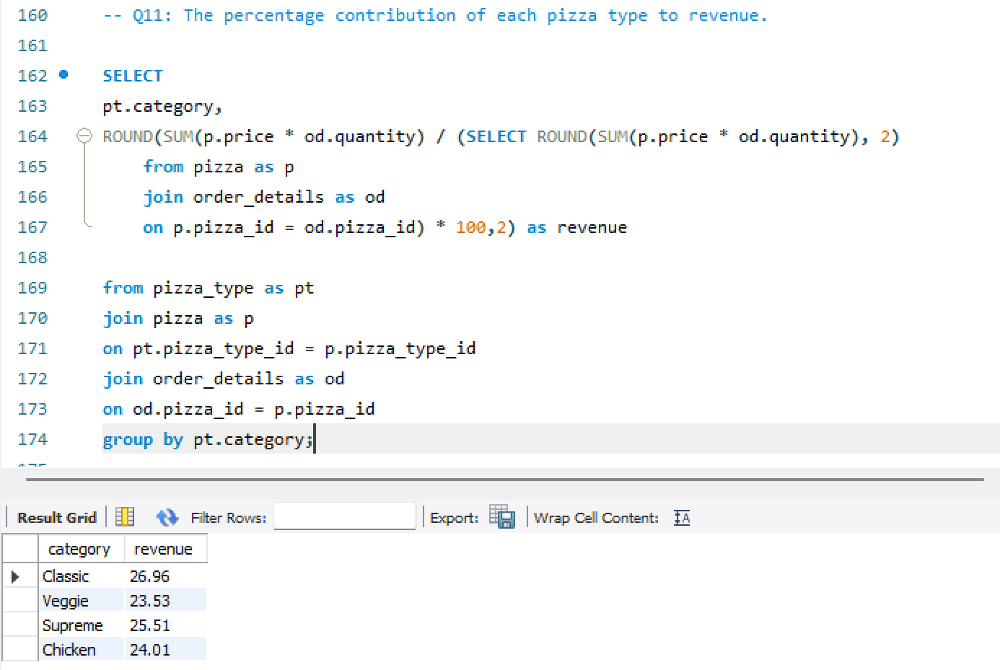 160 -- Q11: The percentage contribution of each pizza type to revenue.
161
162 SELECT
163 pt.category,
164 ROUND(SUM(p.price * od.quantity) / (SELECT ROUND(SUM(p.price * od.quantity), 2)
165 from pizza as p
166 join order_details as od
167 on p.pizza_id = od.pizza_id) * 100,2) as revenue
168
169 from pizza_type as pt
170 join pizza as p
171 on pt.pizza_type_id = p.pizza_type_id
172 join order_details as od
173 on od.pizza_id = p.pizza_id
174 group by pt.category;
Result Grid Filter Rows: Export: Wrap Cell Content: IA
category revenue
Classic 26.96
Veggie 23.53
Supreme 25.51
Chicken 24.01